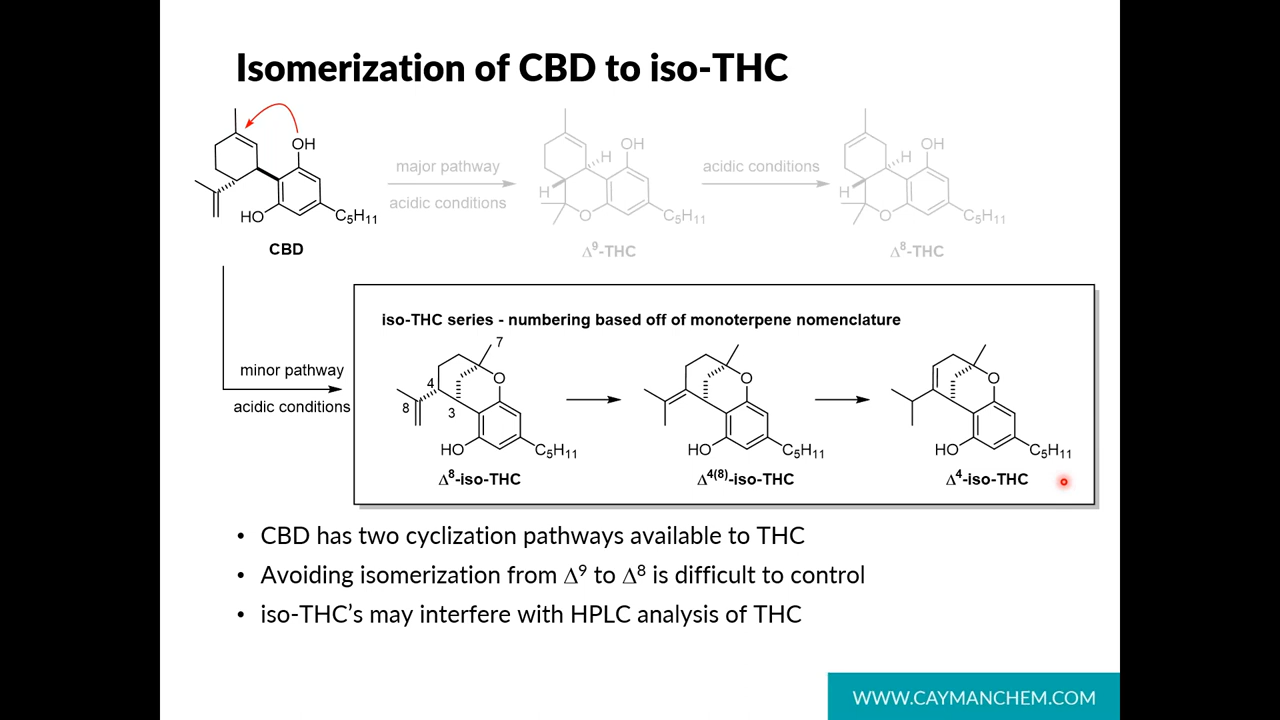 Isomerization of CBD to iso-THC
OH
HO
C₅H₁₁
CBD
major pathway
acidic conditions
H
OH
H
O
C₅H₁₁
Δ⁹-THC
acidic conditions
H
OH
H
O
C₅H₁₁
Δ⁸-THC
minor pathway
acidic conditions
iso-THC series - numbering based off of monoterpene nomenclature
7
4
8
3
O
HO
C₅H₁₁
Δ⁸-iso-THC
O
HO
C₅H₁₁
Δ⁴⁽⁸⁾-iso-THC
O
HO
C₅H₁₁
Δ⁴-iso-THC
• CBD has two cyclization pathways available to THC
• Avoiding isomerization from Δ⁹ to Δ⁸ is difficult to control
• iso-THC’s may interfere with HPLC analysis of THC
WWW.CAYMANCHEM.COM